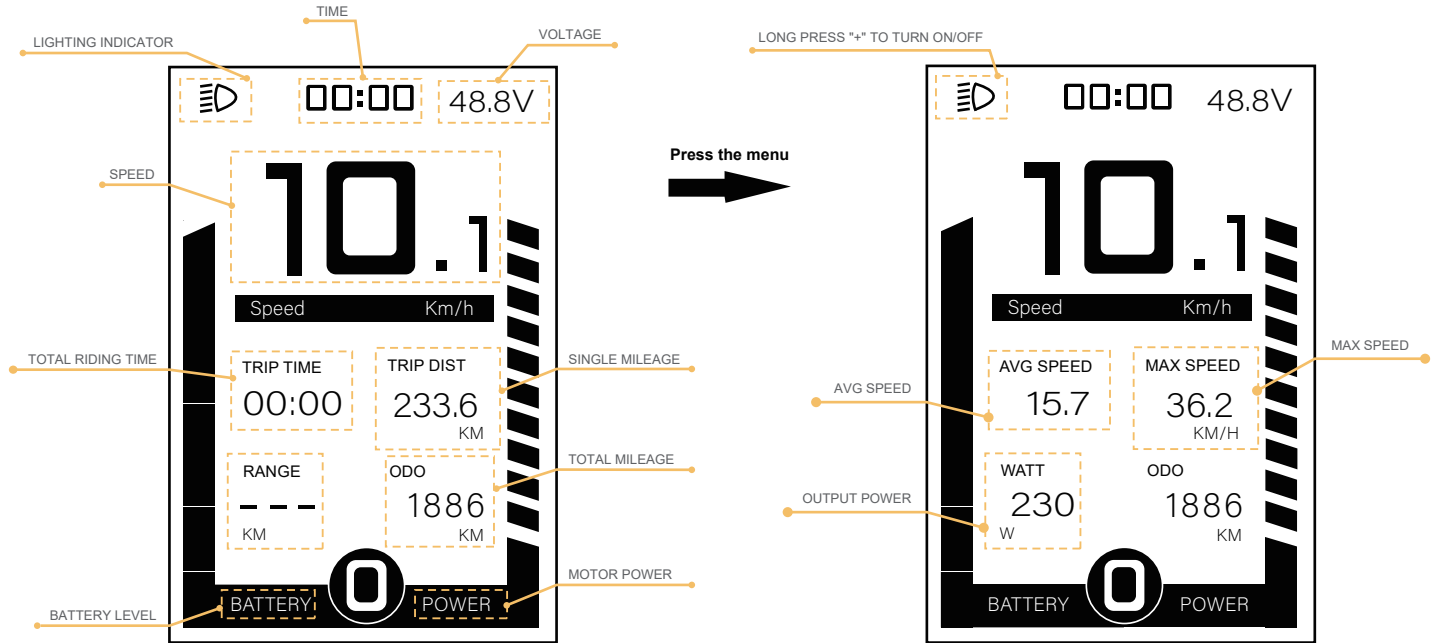 TIME
LIGHTING INDICATOR
VOLTAGE
00:00
48.8V
SPEED
10.1
Speed Km/h
TOTAL RIDING TIME
TRIP TIME
00:00
TRIP DIST
233.6
KM
SINGLE MILEAGE
RANGE
---
KM
ODO
1886
KM
TOTAL MILEAGE
MOTOR POWER
BATTERY LEVEL
BATTERY
0
POWER
Press the menu
LONG PRESS "+" TO TURN ON/OFF
00:00
48.8V
10.1
Speed Km/h
MAX SPEED
AVG SPEED
AVG SPEED
15.7
MAX SPEED
36.2
KM/H
OUTPUT POWER
WATT
230
W
ODO
1886
KM
BATTERY
0
POWER